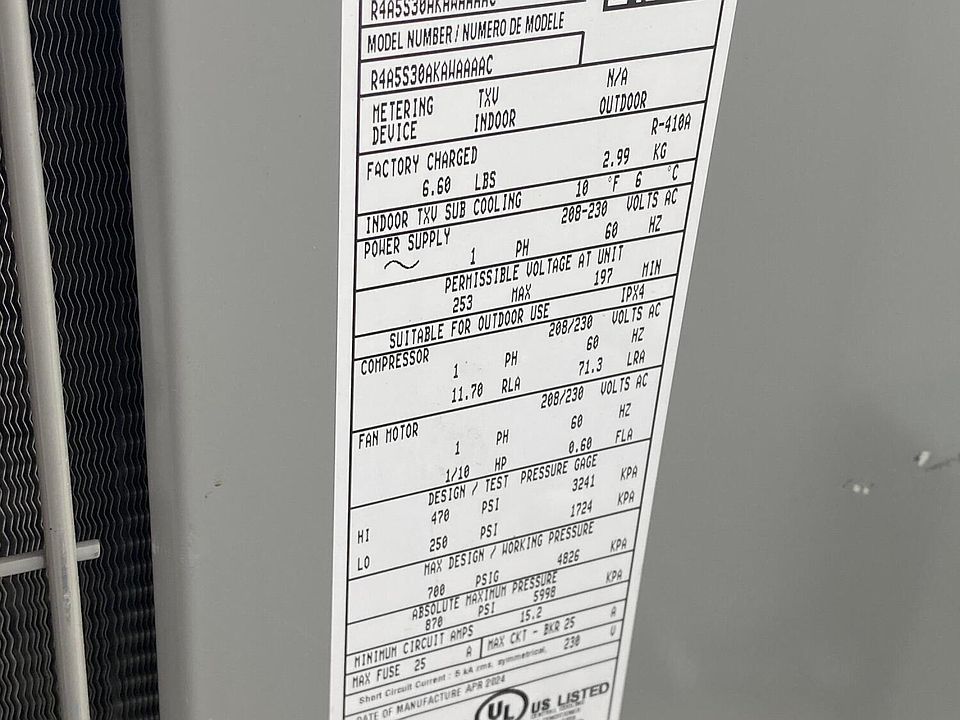 R4A5S30AKAWAAAAC
MODEL NUMBER / NUMERO DE MODELE
R4A5S30AKAWAAAAC
METERING DEVICE TXV INDOOR N/A OUTDOOR
R-410A
FACTORY CHARGED
6.60 LBS 2.99 KG
INDOOR TXV SUB COOLING 10 °F 6 °C
POWER SUPPLY 208-230 VOLTS AC
1 PH 60 HZ
PERMISSIBLE VOLTAGE AT UNIT
253 MAX 197 MIN
SUITABLE FOR OUTDOOR USE IPX4
COMPRESSOR 208/230 VOLTS AC
1 PH 60 HZ
11.70 RLA 71.3 LRA
FAN MOTOR 208/230 VOLTS AC
1 PH 60 HZ
1/10 HP 0.60 FLA
DESIGN / TEST PRESSURE GAGE
HI 470 PSI 3241 KPA
LO 250 PSI 1724 KPA
MAX DESIGN / WORKING PRESSURE
700 PSIG 4826 KPA
ABSOLUTE MAXIMUM PRESSURE
870 PSI 5998 KPA
MINIMUM CIRCUIT AMPS 15.2 A
MAX FUSE 25 A MAX CKT - BKR 25 A
Short Circuit Current : 5 kA rms, symmetrical, 230 V
DATE OF MANUFACTURE APR 2024
UL US LISTED